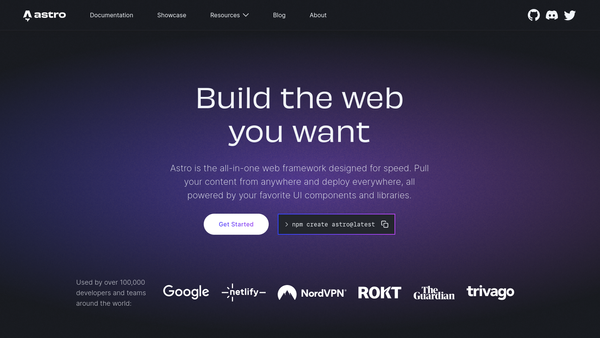 astro
Documentation
Showcase
Resources
Blog
About
Build the web
you want
Astro is the all-in-one web framework designed for speed. Pull
your content from anywhere and deploy everywhere, all
powered by your favorite UI components and libraries.
Get Started
> npm create astro@latest
Used by over 100,000
developers and teams
around the world:
Google
netlify
NordVPN®
ROKT
The
Guardian
trivago